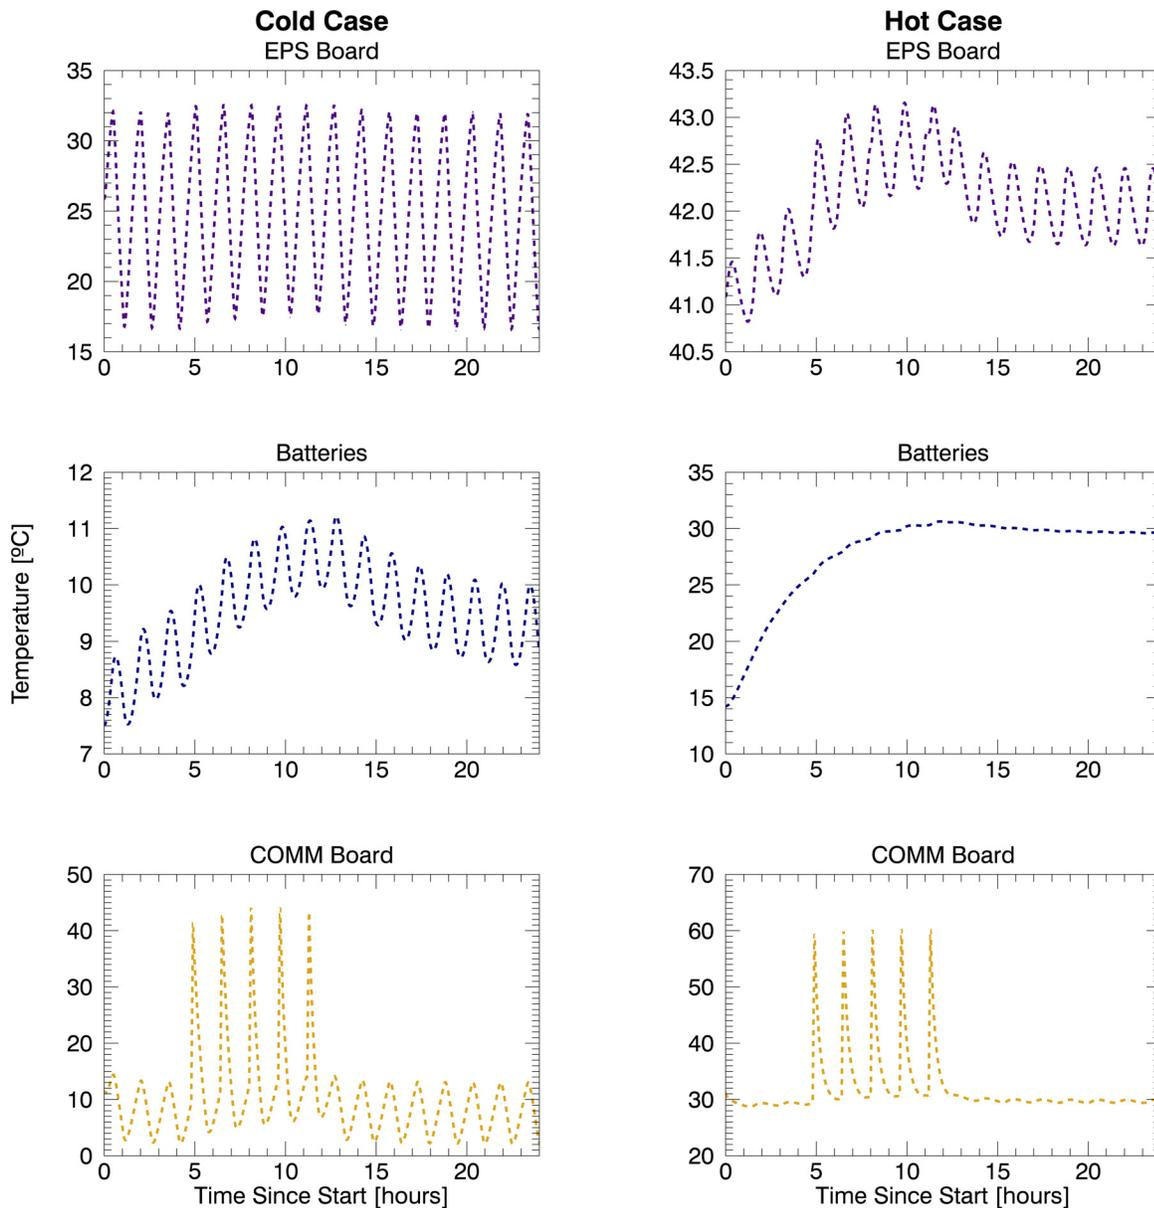 Cold Case
Hot Case
EPS Board
EPS Board
35
30
25
20
15
0 5 10 15 20
43.5
43.0
42.5
42.0
41.5
41.0
40.5
0 5 10 15 20
Temperature [ºC]
Batteries
Batteries
12
11
10
9
8
7
0 5 10 15 20
35
30
25
20
15
10
0 5 10 15 20
COMM Board
COMM Board
50
40
30
20
10
0
0 5 10 15 20
Time Since Start [hours]
70
60
50
40
30
20
0 5 10 15 20
Time Since Start [hours]